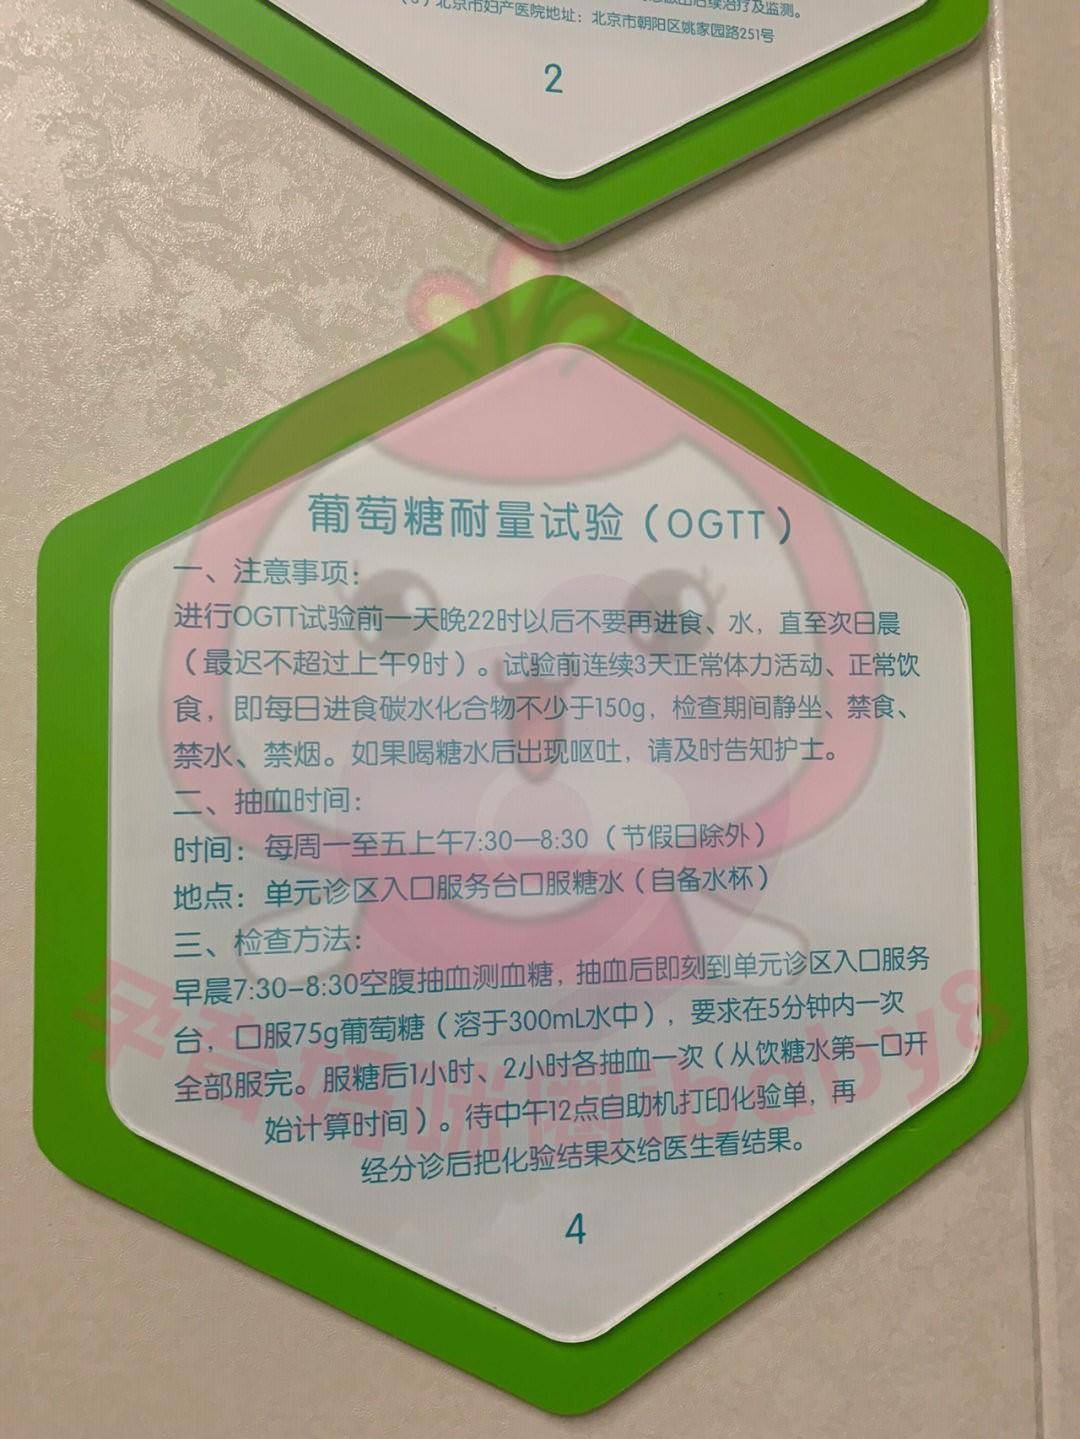 北京市妇产医院地址：北京市朝阳区姚家园路251号
2
葡萄糖耐量试验（OGTT）
一、注意事项：
进行OGTT试验前一天晚22时以后不要再进食、水，直至次日晨
（最迟不超过上午9时）。试验前连续3天正常体力活动、正常饮
食，即每日进食碳水化合物不少于150g，检查期间静坐、禁食、
禁水、禁烟。如果喝糖水后出现呕吐，请及时告知护士。
二、抽血时间：
时间：每周一至五上午7:30—8:30（节假日除外）
地点：单元诊区入口服务台口服糖水（自备水杯）
三、检查方法：
早晨7:30-8:30空腹抽血测血糖，抽血后即刻到单元诊区入口服务
台，口服75g葡萄糖（溶于300mL水中），要求在5分钟内一次
全部服完。服糖后1小时、2小时各抽血一次（从饮糖水第一口开
始计算时间）。待中午12点自助机打印化验单，再
经分诊后把化验结果交给医生看结果。
4